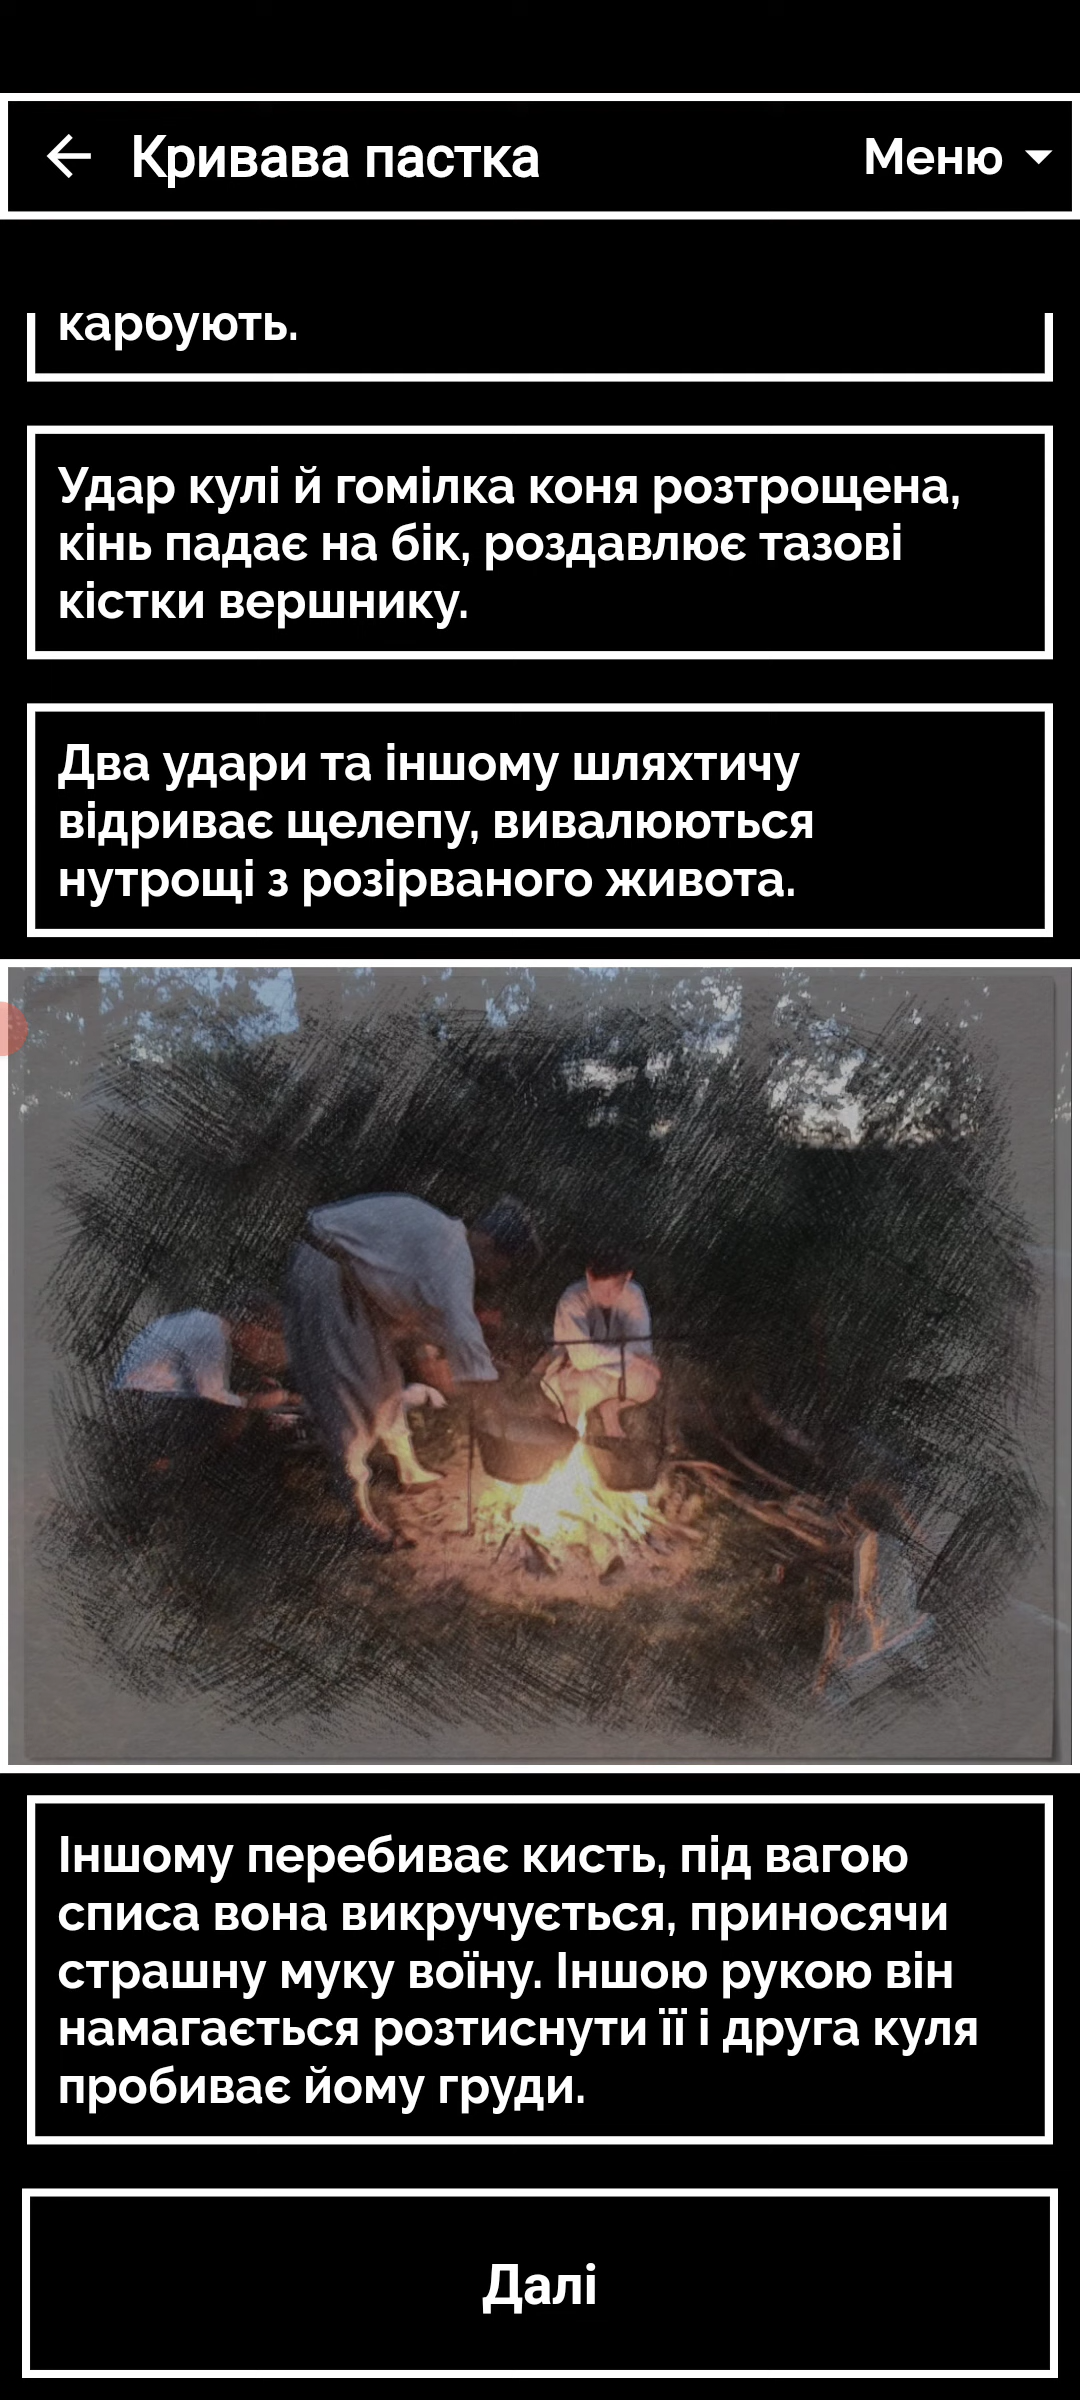 Кривава пастка
Меню
карбують.
Удар кулі й гомілка коня розтрощена,
кінь падає на бік, роздавлює тазові
кістки вершнику.
Два удари та іншому шляхтичу
відриває щелепу, вивалюються
нутрощі з розірваного живота.
Іншому перебиває кисть, під вагою
списа вона викручується, приносячи
страшну муку воїну. Іншою рукою він
намагається розтиснути її і друга куля
пробиває йому груди.
Далі